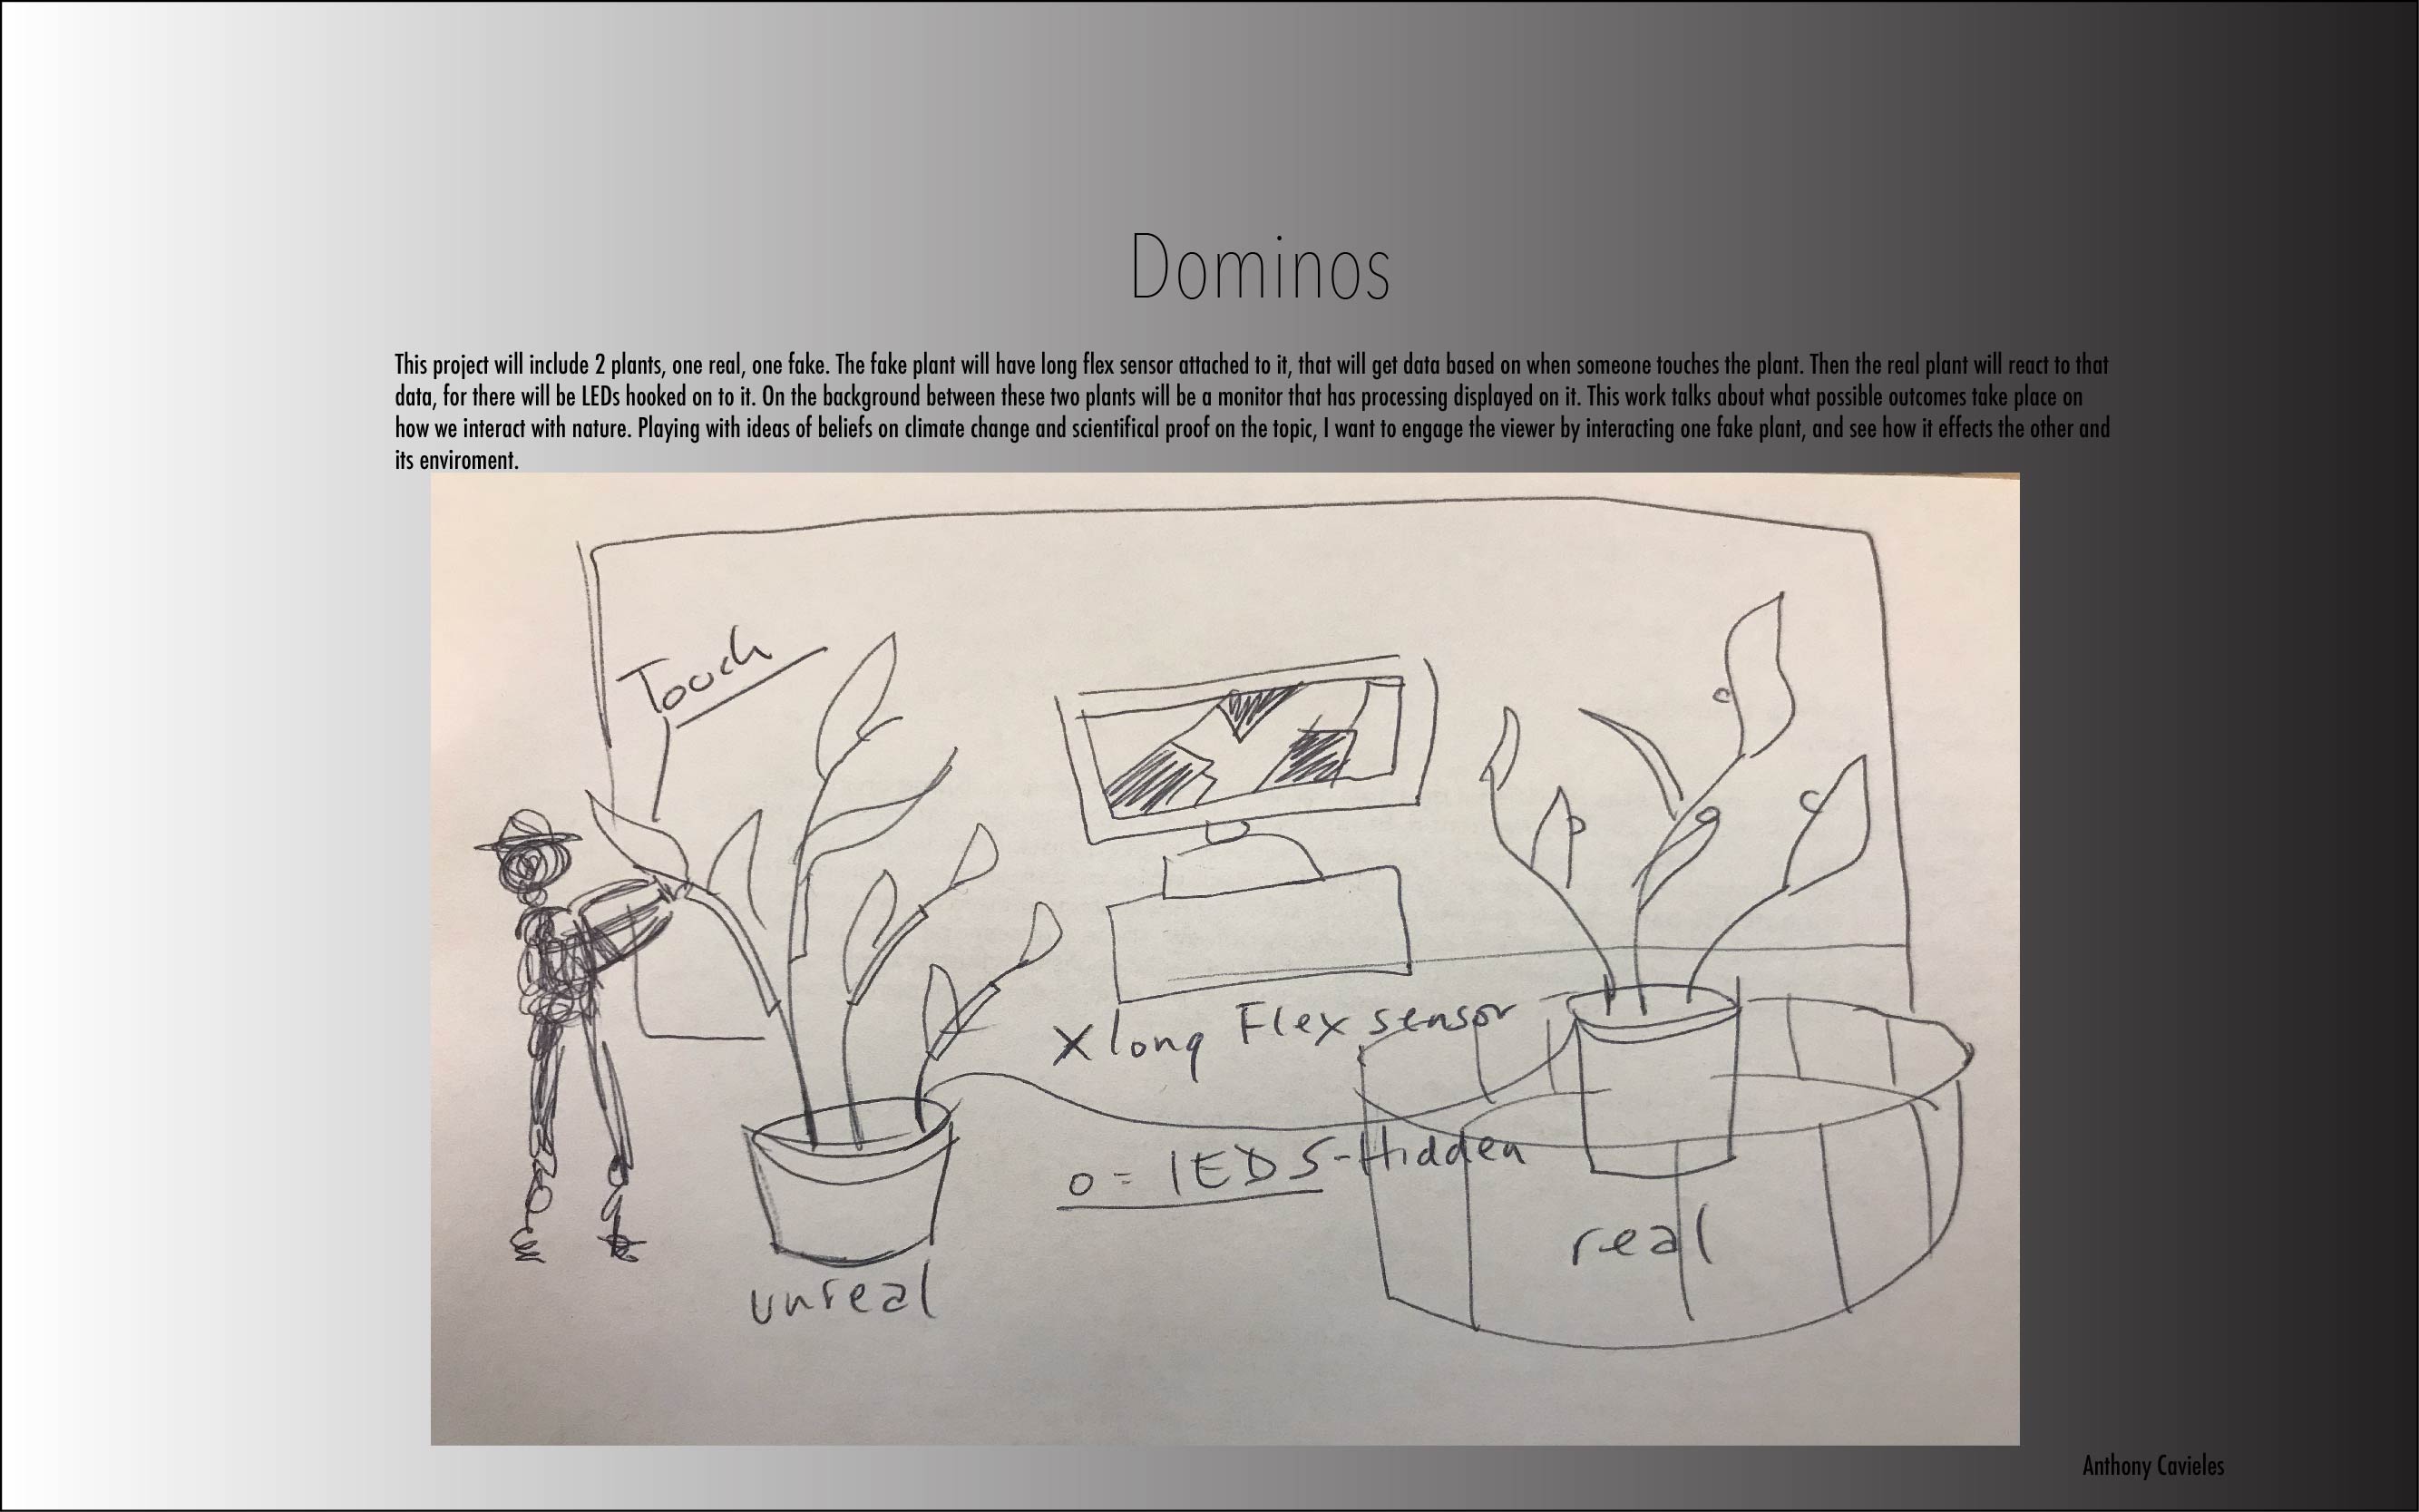 Dominos
This project will include 2 plants, one real, one fake. The fake plant will have long flex sensor attached to it, that will get data based on when someone touches the plant. Then the real plant will react to that
data, for there will be LEDs hooked on to it. On the background between these two plants will be a monitor that has processing displayed on it. This work talks about what possible outcomes take place on
how we interact with nature. Playing with ideas of beliefs on climate change and scientifical proof on the topic, I want to engage the viewer by interacting one fake plant, and see how it effects the other and
its enviroment.
Touch
X long Flex sensor
o = lEDS-Hidden
real
unreal
Anthony Cavieles